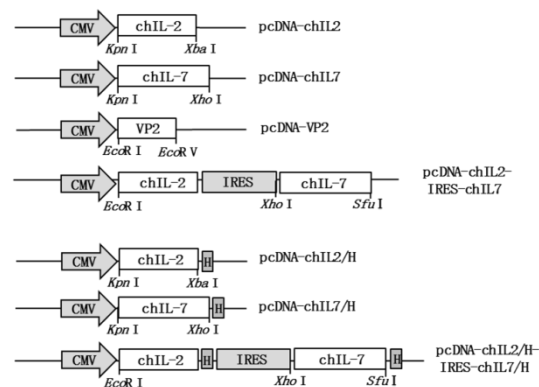 CMV chIL-2 pcDNA-chIL2
Kpn I Xba I
CMV chIL-7 pcDNA-chIL7
Kpn I Xho I
CMV VP2 pcDNA-VP2
EcoR I EcoR V
CMV chIL-2 IRES chIL-7 pcDNA-chIL2-
IRES-chIL7
EcoR I Xho I Sfu I
CMV chIL-2 H pcDNA-chIL2/H
Kpn I Xba I
CMV chIL-7 H pcDNA-chIL7/H
Kpn I Xho I
CMV chIL-2 H IRES chIL-7 H pcDNA-chIL2/H-
IRES-chIL7/H
EcoR I Xho I Sfu I